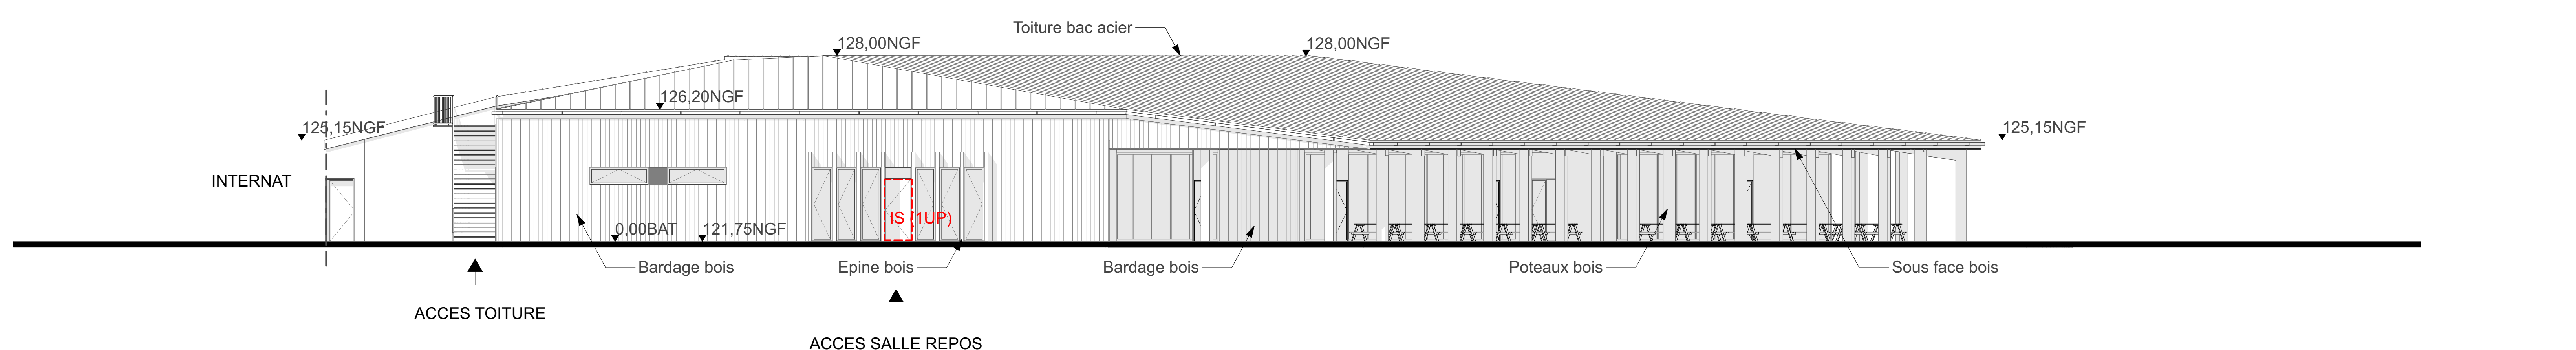 Toiture bac acier
128,00NGF
128,00NGF
126,20NGF
125,15NGF
125,15NGF
INTERNAT
IS (1UP)
0,00BAT
121,75NGF
Bardage bois
Epine bois
Bardage bois
Poteaux bois
Sous face bois
ACCES TOITURE
ACCES SALLE REPOS